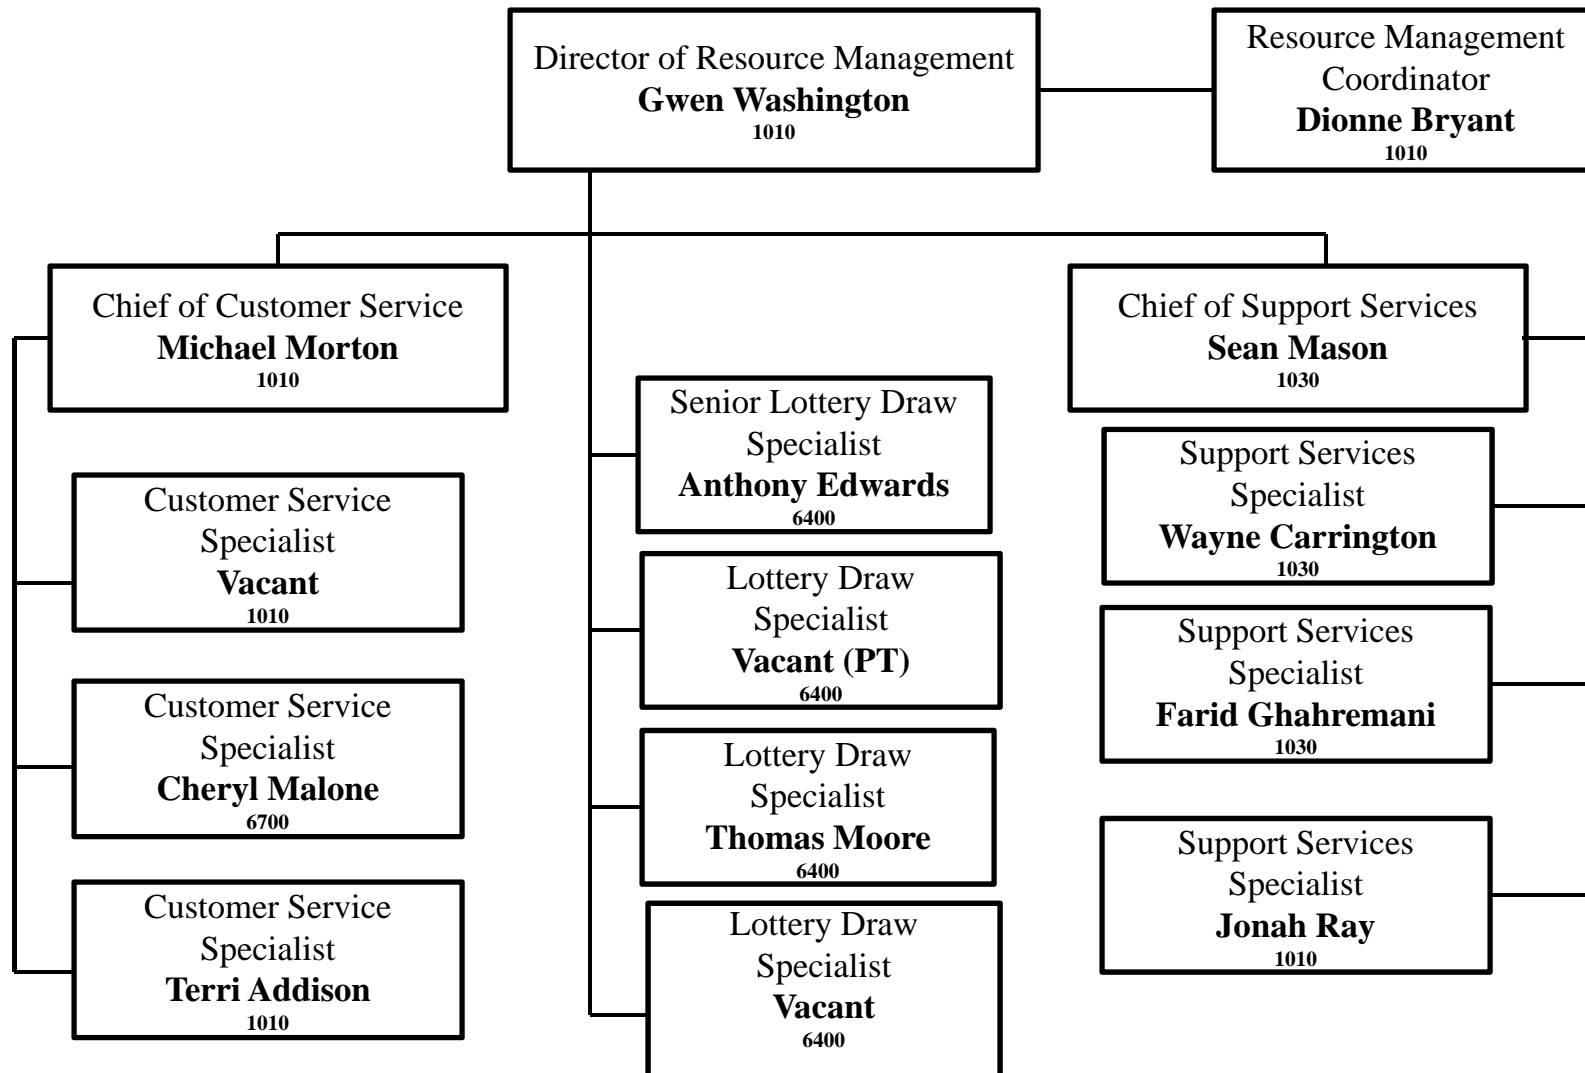 Director of Resource Management
Gwen Washington
1010
Resource Management
Coordinator
Dionne Bryant
1010
Chief of Customer Service
Michael Morton
1010
Customer Service
Specialist
Vacant
1010
Customer Service
Specialist
Cheryl Malone
6700
Customer Service
Specialist
Terri Addison
1010
Senior Lottery Draw
Specialist
Anthony Edwards
6400
Lottery Draw
Specialist
Vacant (PT)
6400
Lottery Draw
Specialist
Thomas Moore
6400
Lottery Draw
Specialist
Vacant
6400
Chief of Support Services
Sean Mason
1030
Support Services
Specialist
Wayne Carrington
1030
Support Services
Specialist
Farid Ghahremani
1030
Support Services
Specialist
Jonah Ray
1010